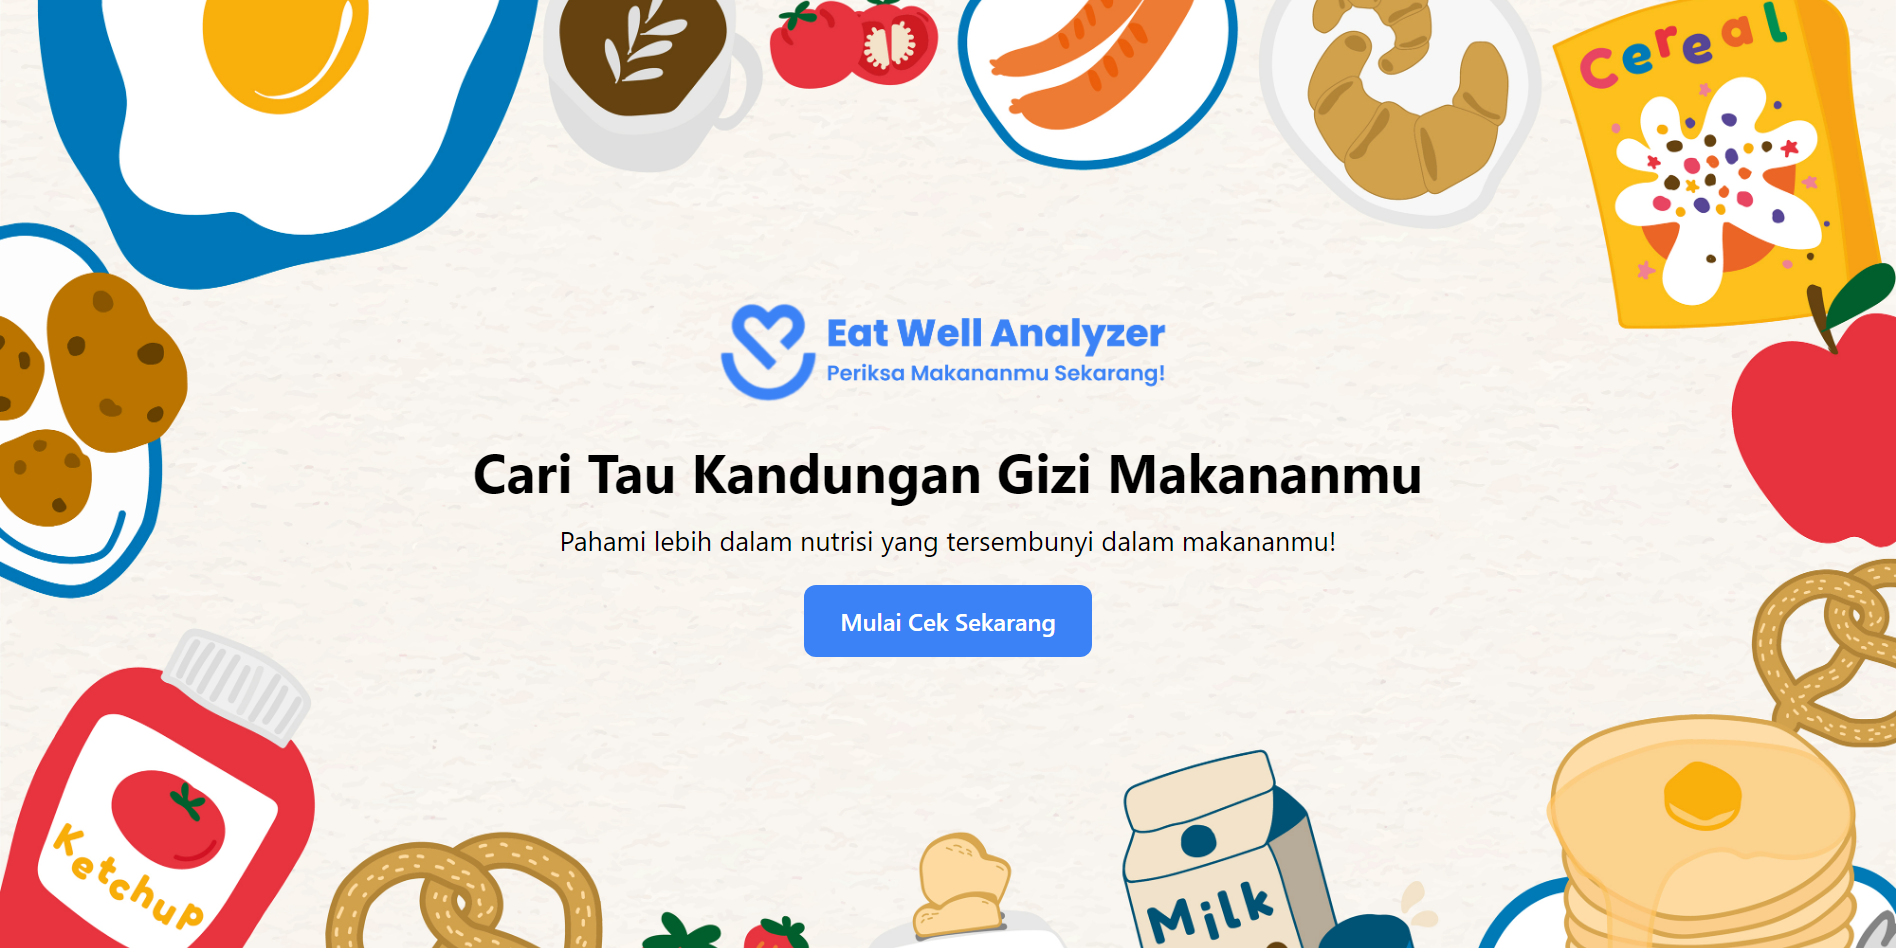 Cereal
Eat Well Analyzer
Periksa Makananmu Sekarang!
Cari Tau Kandungan Gizi Makananmu
Pahami lebih dalam nutrisi yang tersembunyi dalam makananmu!
Mulai Cek Sekarang
Ketchup
Milk